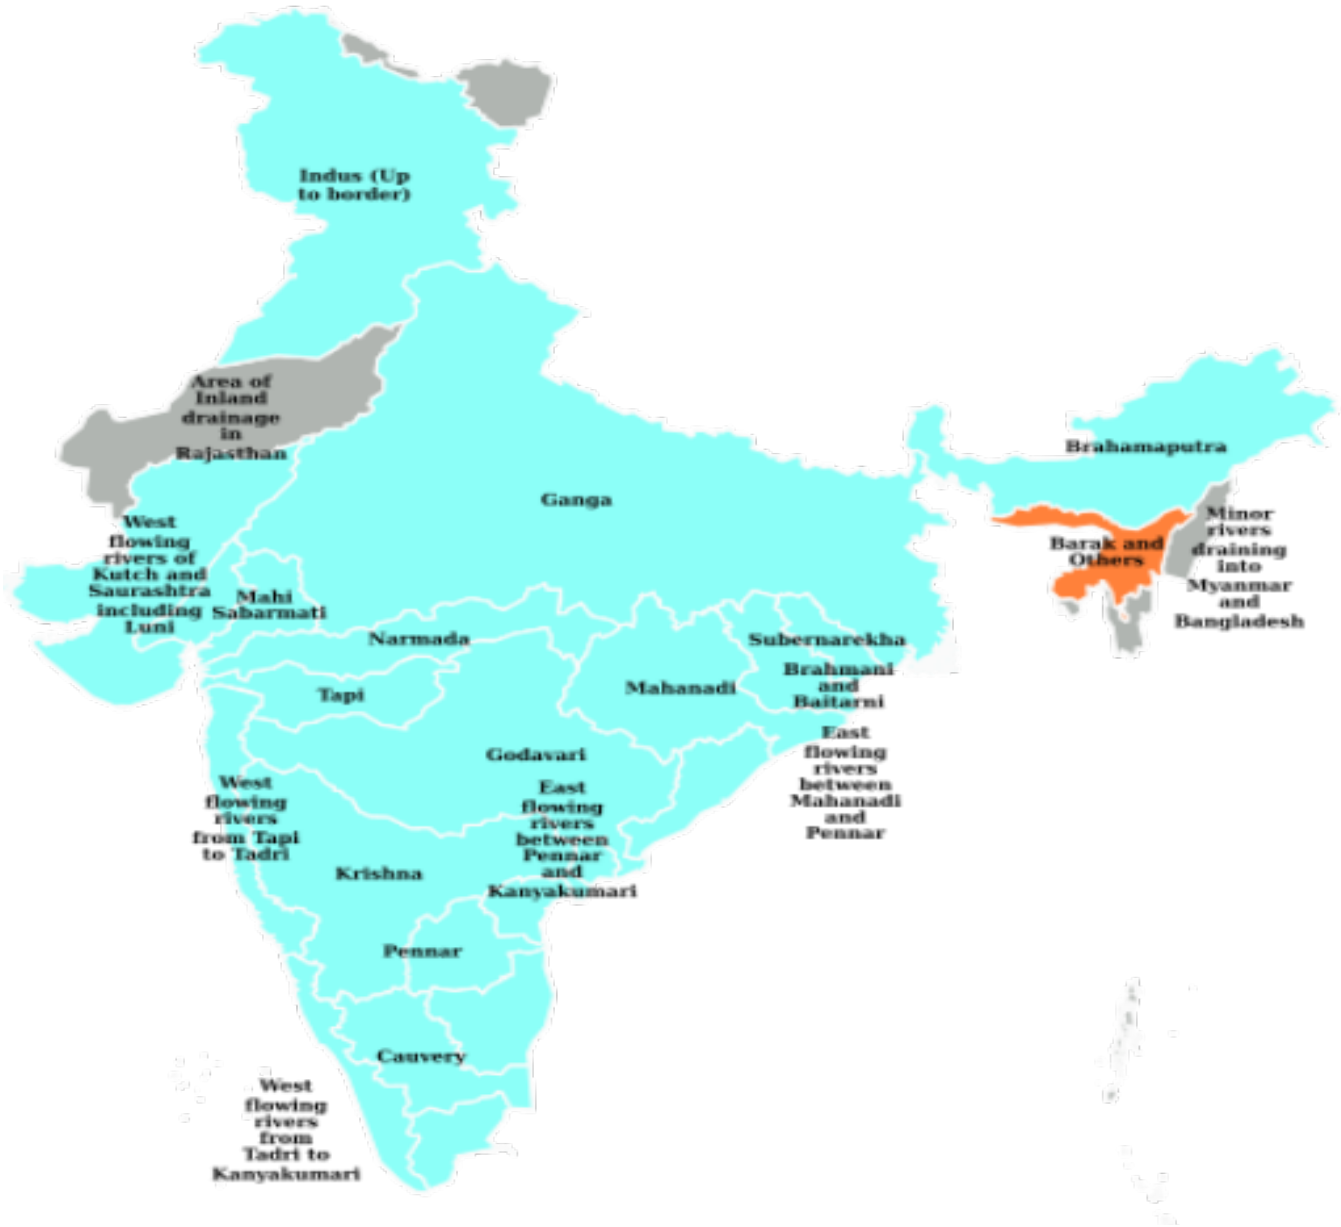 Indus (Up
to border)
Area of
Inland
drainage
in
Rajasthan
Brahamaputra
Ganga
West
flowing
rivers of
Kutch and
Saurashtra
including
Luni
Minor
rivers
draining
into
Myanmar
and
Bangladesh
Barak and
Others
Mahi
Sabarmati
Narmada
Subernarekha
Tapi
Mahanadi
Brahmani
and
Baitarni
Godavari
East
flowing
rivers
between
Mahanadi
and
Pennar
West
flowing
rivers
from Tapi
to Tadri
East
flowing
rivers
between
Pennar
and
Kanyakumari
Krishna
Pennar
Cauvery
West
flowing
rivers
from
Tadri to
Kanyakumari